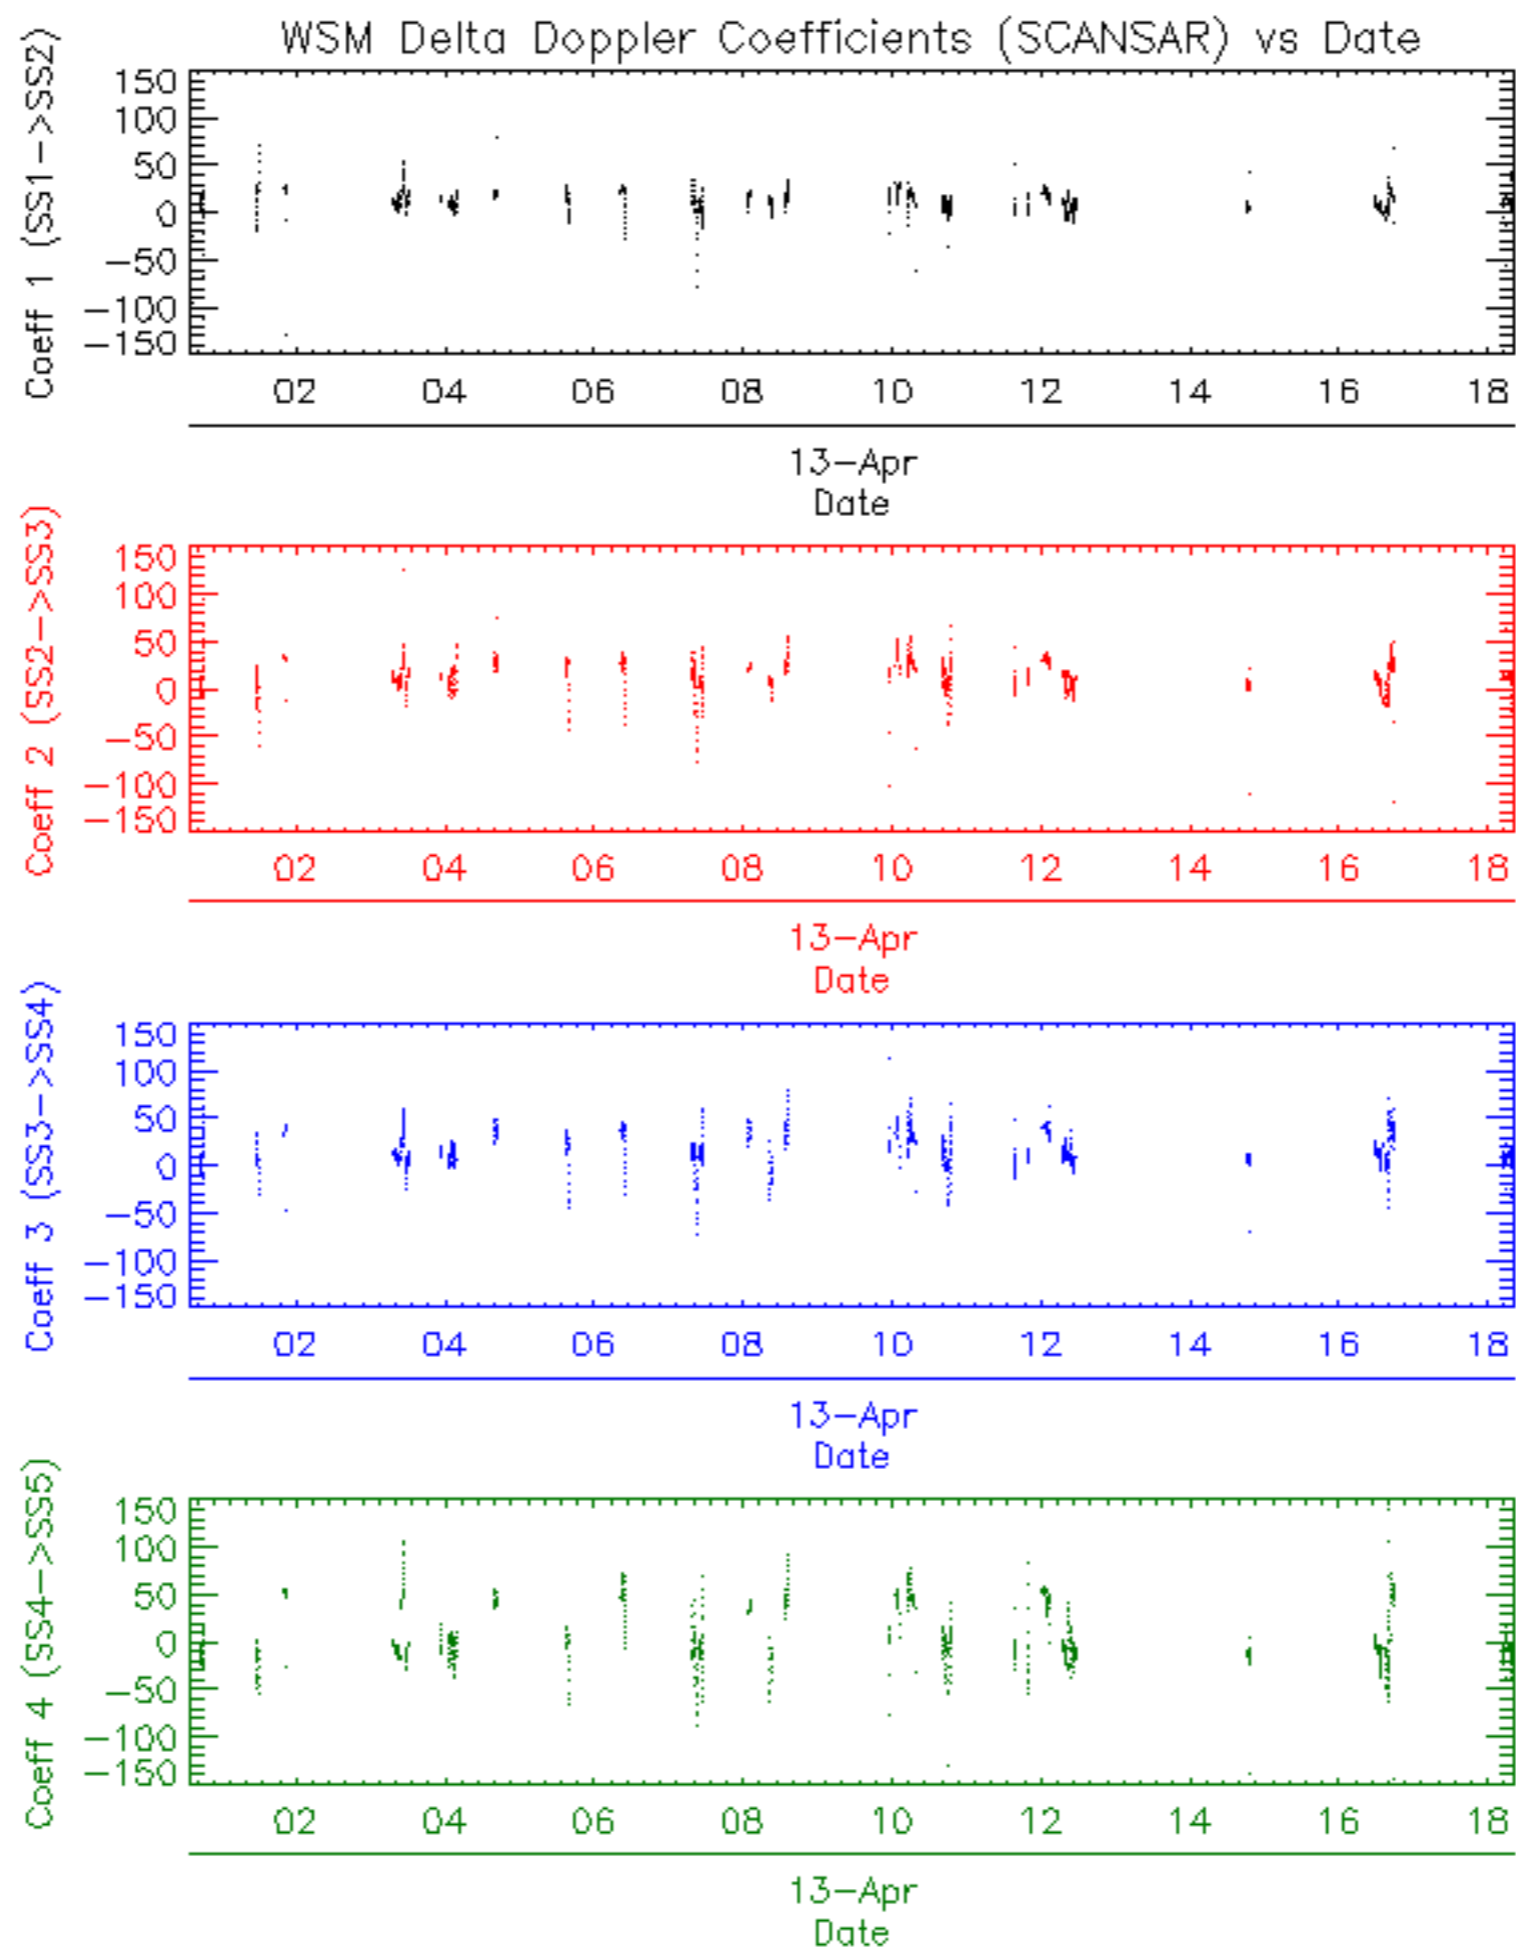 WSM Delta Doppler Coefficients (SCANSAR) vs Date
Coeff 1 (SS1->SS2)
150
100
50
0
-50
-100
-150
02 04 06 08 10 12 14 16 18
13-Apr
Date
Coeff 2 (SS2->SS3)
150
100
50
0
-50
-100
-150
02 04 06 08 10 12 14 16 18
13-Apr
Date
Coeff 3 (SS3->SS4)
150
100
50
0
-50
-100
-150
02 04 06 08 10 12 14 16 18
13-Apr
Date
Coeff 4 (SS4->SS5)
150
100
50
0
-50
-100
-150
02 04 06 08 10 12 14 16 18
13-Apr
Date